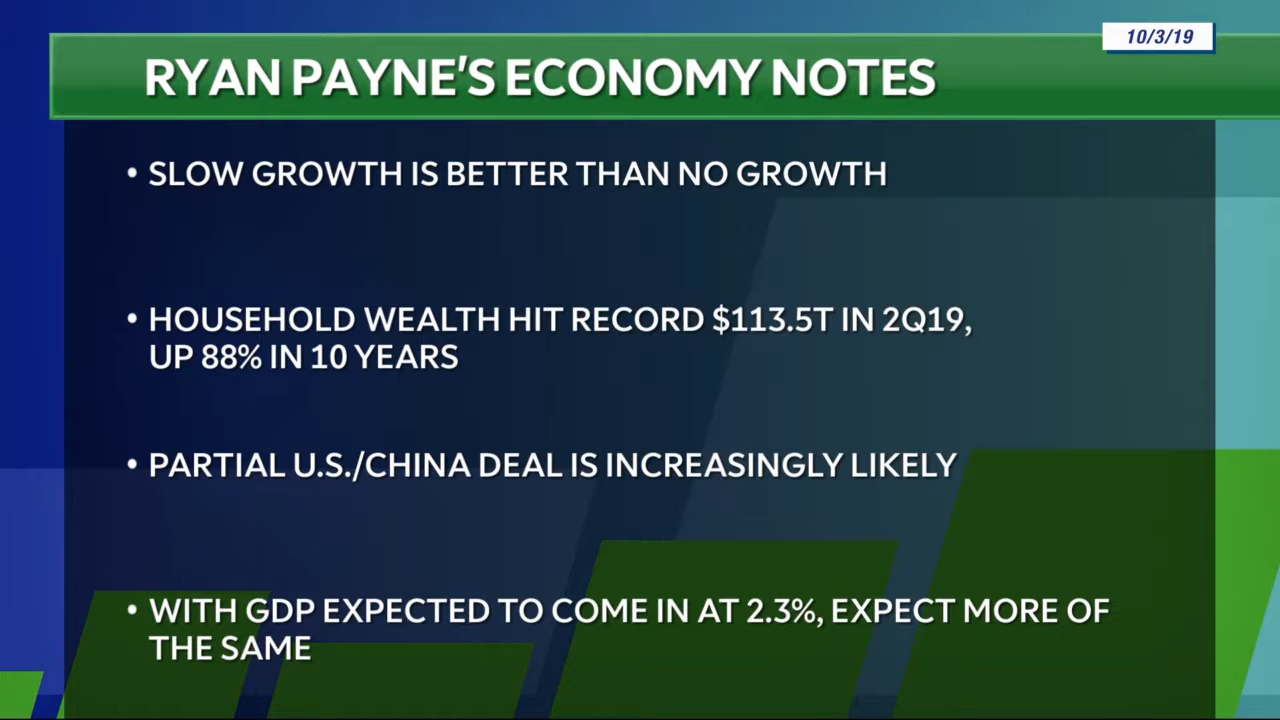 10/3/19
RYAN PAYNE'S ECONOMY NOTES
• SLOW GROWTH IS BETTER THAN NO GROWTH
• HOUSEHOLD WEALTH HIT RECORD $113.5T IN 2Q19,
UP 88% IN 10 YEARS
• PARTIAL U.S./CHINA DEAL IS INCREASINGLY LIKELY
• WITH GDP EXPECTED TO COME IN AT 2.3%, EXPECT MORE OF
THE SAME